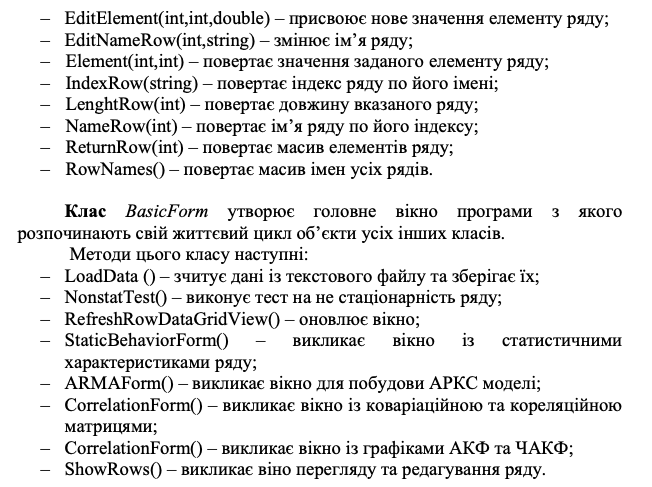 – EditElement(int,int,double) – присвоює нове значення елементу ряду;
– EditNameRow(int,string) – змінює ім’я ряду;
– Element(int,int) – повертає значення заданого елементу ряду;
– IndexRow(string) – повертає індекс ряду по його імені;
– LenghtRow(int) – повертає довжину вказаного ряду;
– NameRow(int) – повертає ім’я ряду по його індексу;
– ReturnRow(int) – повертає масив елементів ряду;
– RowNames() – повертає масив імен усіх рядів.
Клас BasicForm утворює головне вікно програми з якого
розпочинають свій життєвий цикл об’єкти усіх інших класів.
Методи цього класу наступні:
– LoadData () – зчитує дані із текстового файлу та зберігає їх;
– NonstatTest() – виконує тест на не стаціонарність ряду;
– RefreshRowDataGridView() – оновлює вікно;
– StaticBehaviorForm() – викликає вікно із статистичними
характеристиками ряду;
– ARMAForm() – викликає вікно для побудови АРКС моделі;
– CorrelationForm() – викликає вікно із коваріаційною та кореляційною
матрицями;
– CorrelationForm() – викликає вікно із графіками АКФ та ЧАКФ;
– ShowRows() – викликає віно перегляду та редагування ряду.